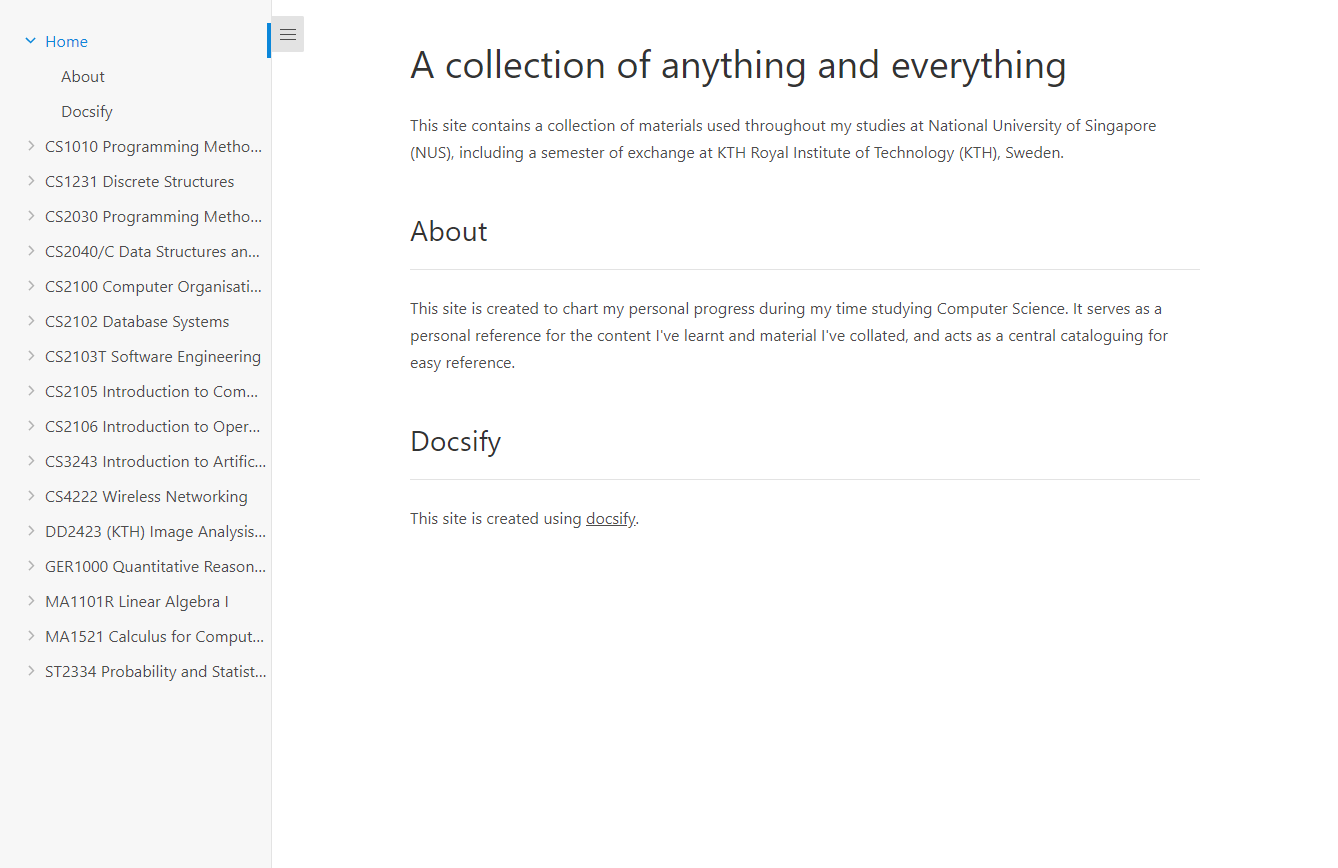 Home
About
Docsify
CS1010 Programming Metho...
CS1231 Discrete Structures
CS2030 Programming Metho...
CS2040/C Data Structures an...
CS2100 Computer Organisati...
CS2102 Database Systems
CS2103T Software Engineering
CS2105 Introduction to Com...
CS2106 Introduction to Oper...
CS3243 Introduction to Artific...
CS4222 Wireless Networking
DD2423 (KTH) Image Analysis...
GER1000 Quantitative Reason...
MA1101R Linear Algebra I
MA1521 Calculus for Comput...
ST2334 Probability and Statist...
A collection of anything and everything
This site contains a collection of materials used throughout my studies at National University of Singapore
(NUS), including a semester of exchange at KTH Royal Institute of Technology (KTH), Sweden.
About
This site is created to chart my personal progress during my time studying Computer Science. It serves as a
personal reference for the content I've learnt and material I've collated, and acts as a central cataloguing for
easy reference.
Docsify
This site is created using docsify.